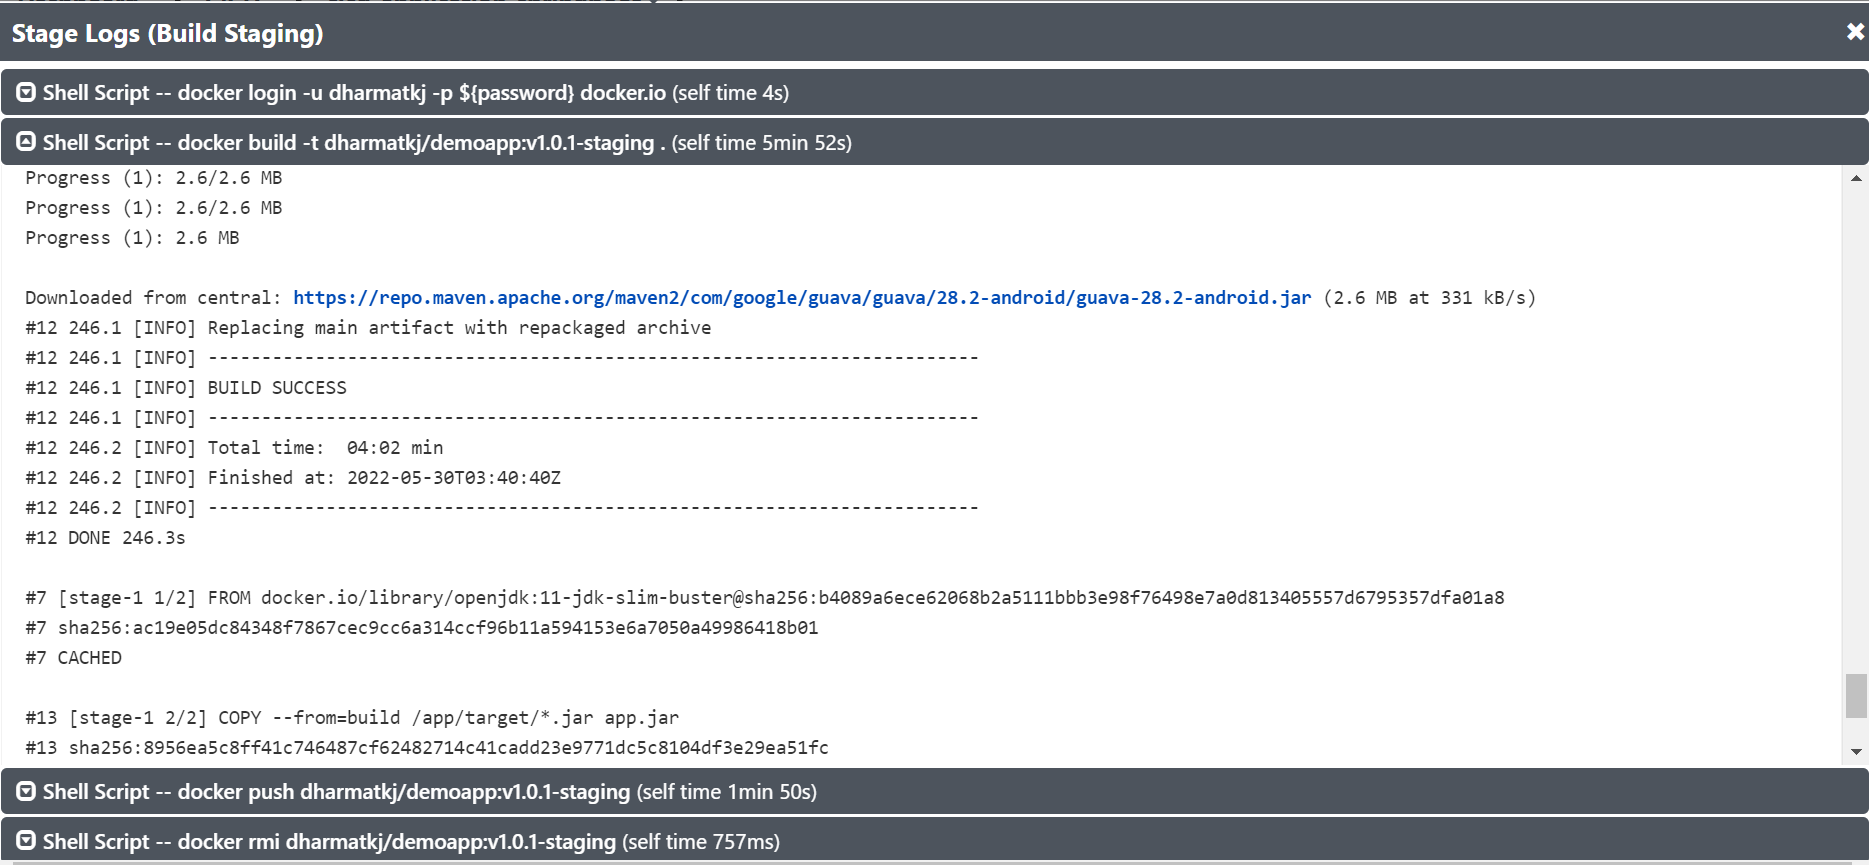 Stage Logs (Build Staging)
Shell Script -- docker login -u dharmatkj -p ${password} docker.io (self time 4s)
Shell Script -- docker build -t dharmatkj/demoapp:v1.0.1-staging . (self time 5min 52s)
Progress (1): 2.6/2.6 MB
Progress (1): 2.6/2.6 MB
Progress (1): 2.6 MB
Downloaded from central: https://repo.maven.apache.org/maven2/com/google/guava/guava/28.2-android/guava-28.2-android.jar (2.6 MB at 331 kB/s)
#12 246.1 [INFO] Replacing main artifact with repackaged archive
#12 246.1 [INFO] ------------------------------------------------------------------------
#12 246.1 [INFO] BUILD SUCCESS
#12 246.1 [INFO] ------------------------------------------------------------------------
#12 246.2 [INFO] Total time:  04:02 min
#12 246.2 [INFO] Finished at: 2022-05-30T03:40:40Z
#12 246.2 [INFO] ------------------------------------------------------------------------
#12 DONE 246.3s
#7 [stage-1 1/2] FROM docker.io/library/openjdk:11-jdk-slim-buster@sha256:b4089a6ece62068b2a5111bbb3e98f76498e7a0d813405557d6795357dfa01a8
#7 sha256:ac19e05dc84348f7867cec9cc6a314ccf96b11a594153e6a7050a49986418b01
#7 CACHED
#13 [stage-1 2/2] COPY --from=build /app/target/*.jar app.jar
#13 sha256:8956ea5c8ff41c746487cf62482714c41cadd23e9771dc5c8104df3e29ea51fc
Shell Script -- docker push dharmatkj/demoapp:v1.0.1-staging (self time 1min 50s)
Shell Script -- docker rmi dharmatkj/demoapp:v1.0.1-staging (self time 757ms)